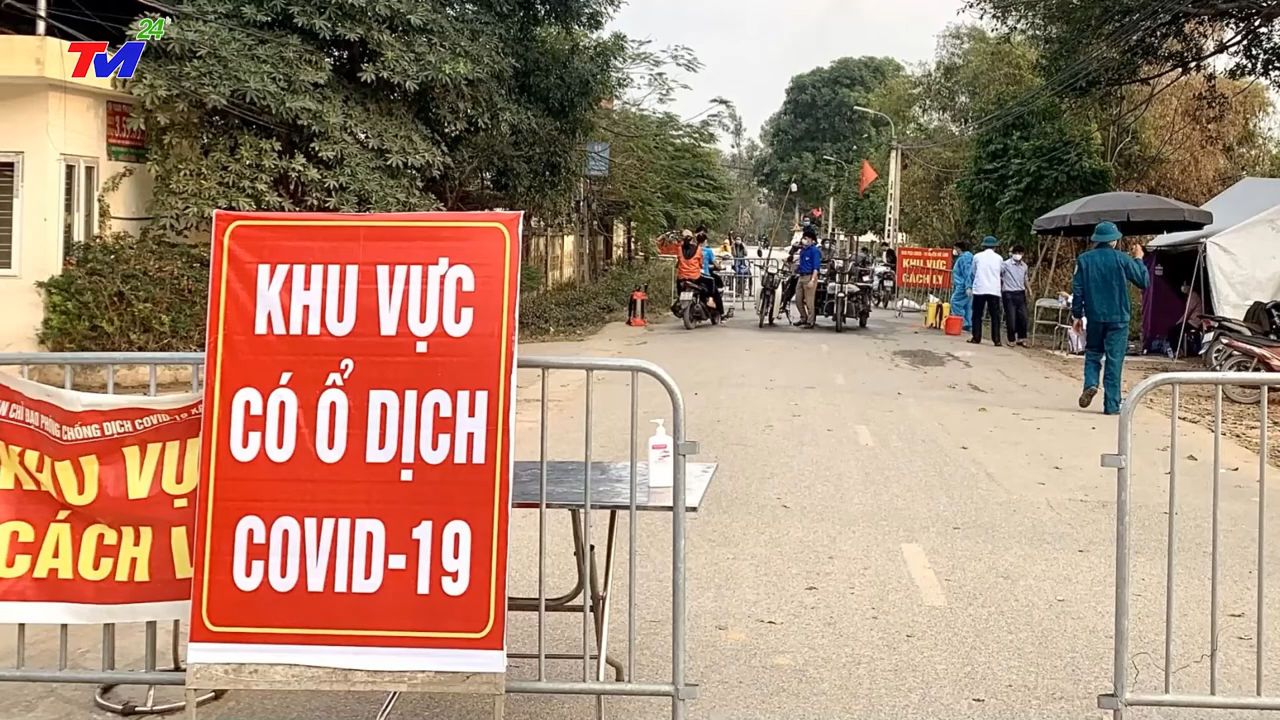 TM24
KHU VỰC
CÓ Ổ DỊCH
COVID-19
CHỈ ĐẠO PHÒNG CHỐNG DỊCH COVID-19
KHU VỰ
CÁCH L
KHU VỰC
CÁCH LY